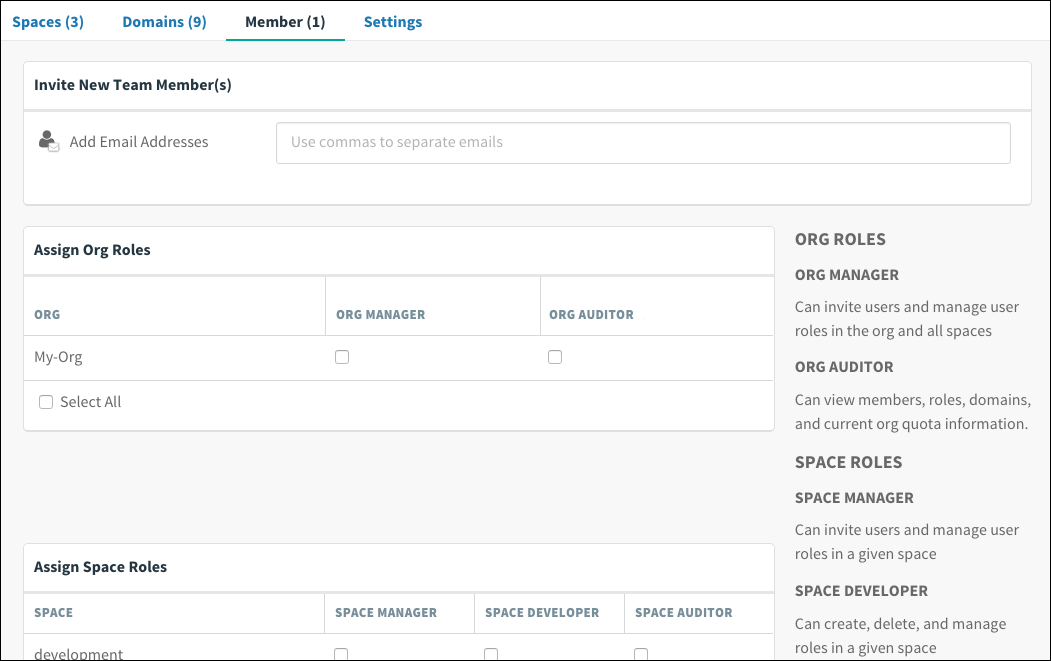 Spaces (3) Domains (9) Member (1) Settings
Invite New Team Member(s)
Add Email Addresses Use commas to separate emails
Assign Org Roles
ORG ORG MANAGER ORG AUDITOR
My-Org
Select All
ORG ROLES
ORG MANAGER
Can invite users and manage user
roles in the org and all spaces
ORG AUDITOR
Can view members, roles, domains,
and current org quota information.
SPACE ROLES
SPACE MANAGER
Can invite users and manage user
roles in a given space
SPACE DEVELOPER
Can create, delete, and manage
roles in a given space
Assign Space Roles
SPACE SPACE MANAGER SPACE DEVELOPER SPACE AUDITOR
development